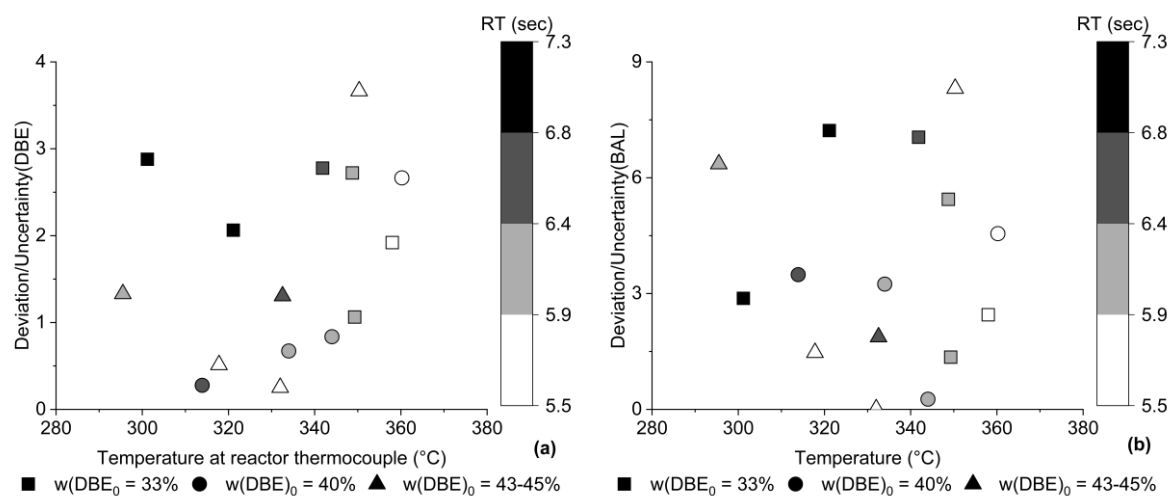 RT (sec)
7.3
6.8
6.4
5.9
5.5
4
3
2
1
0
Deviation/Uncertainty(DBE)
280 300 320 340 360 380
Temperature at reactor thermocouple (°C)
(a)
■ w(DBE₀ = 33% ● w(DBE)₀ = 40% ▲ w(DBE)₀ = 43-45%
RT (sec)
7.3
6.8
6.4
5.9
5.5
9
6
3
0
Deviation/Uncertainty(BAL)
280 300 320 340 360 380
Temperature (°C)
(b)
■ w(DBE₀ = 33% ● w(DBE)₀ = 40% ▲ w(DBE)₀ = 43-45%